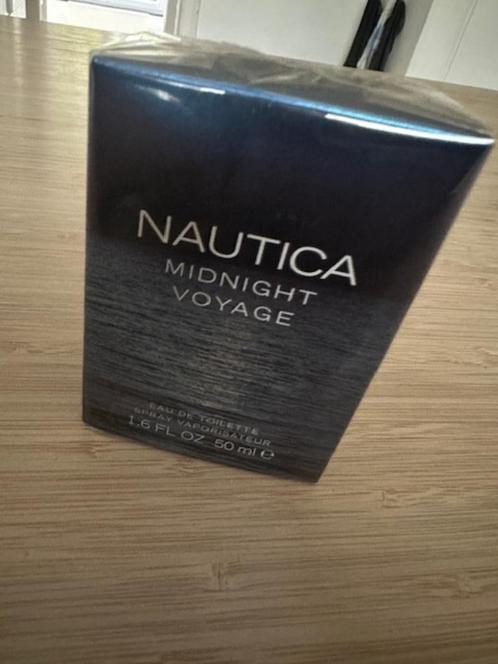 NAUTICA
MIDNIGHT
VOYAGE
EAU DE TOILETTE
SPRAY VAPORISATEUR
1.6 FL OZ 50 ml ℮